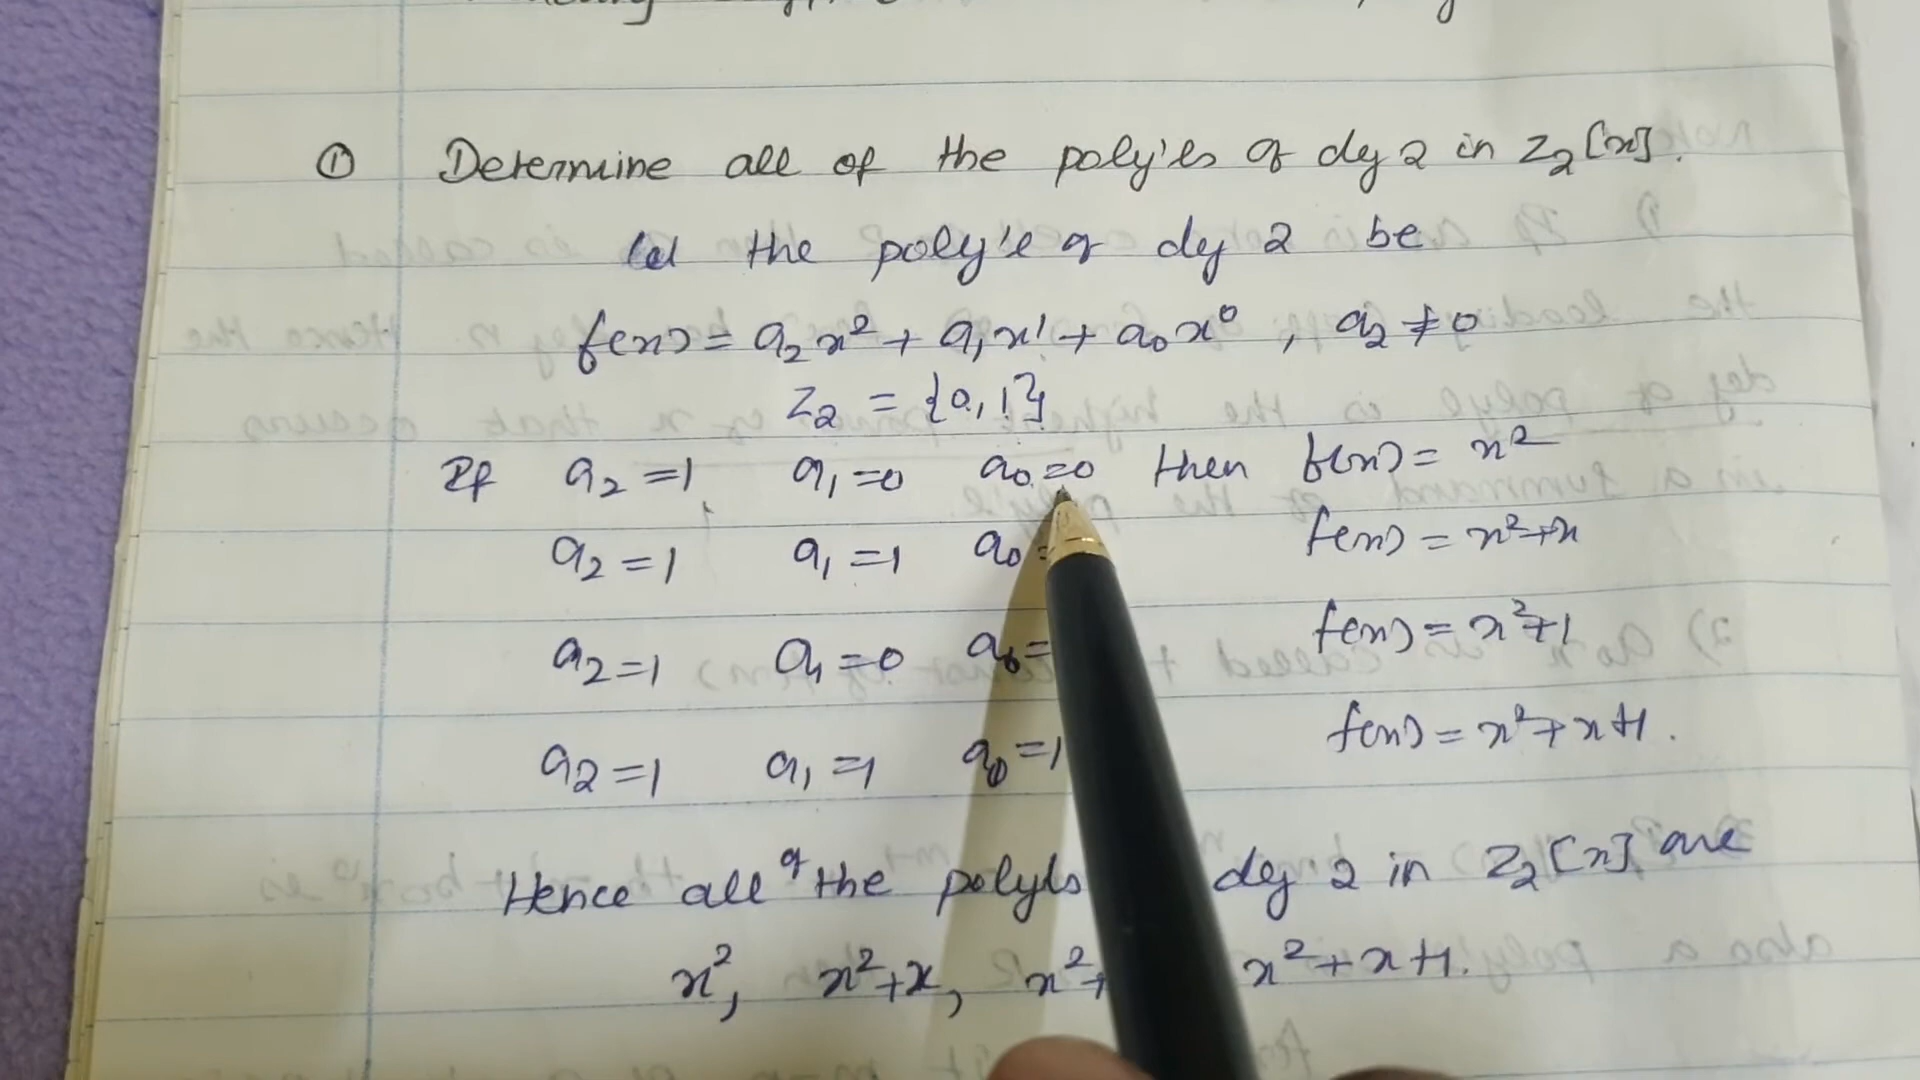 ① Determine all of the poly'ls of deg 2 in Z₂[x].
Let the poly'l of deg 2 be
f(x) = a₂x² + a₁x¹ + a₀x⁰, a₂ ≠ 0
Z₂ = {0, 1}
If a₂ = 1 a₁ = 0 a₀ = 0 then f(x) = x²
a₂ = 1 a₁ = 1 a₀ = f(x) = x² + x
a₂ = 1 a₁ = 0 a₀ = f(x) = x² + 1
a₂ = 1 a₁ = 1 a₀ = 1 f(x) = x² + x + 1.
Hence all of the polyls deg 2 in Z₂[x] are
x², x² + x, x² + x² + x + 1.